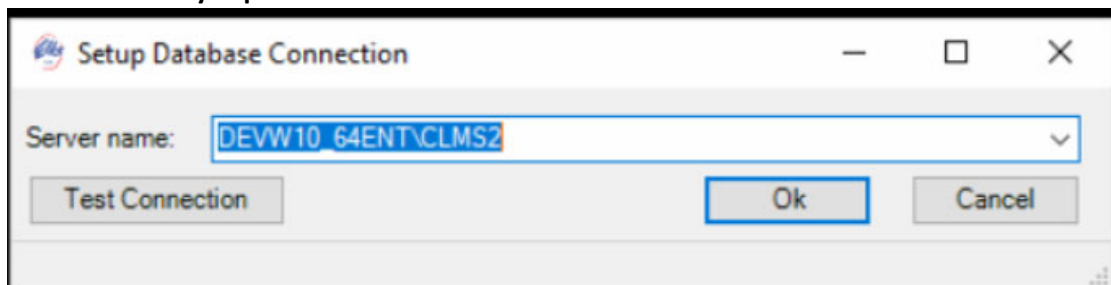 Setup Database Connection
Server name: DEVW10_64ENT\CLMS2
Test Connection Ok Cancel